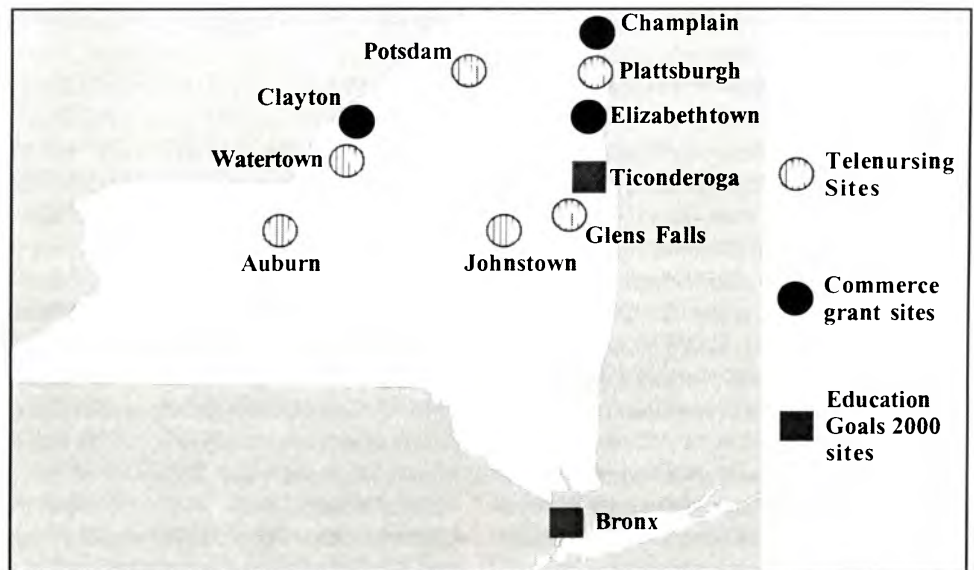 Champlain
Potsdam
Plattsburgh
Clayton
Elizabethtown
Watertown
Ticonderoga
Glens Falls
Auburn
Johnstown
Bronx
Telenursing
Sites
Commerce
grant sites
Education
Goals 2000
sites